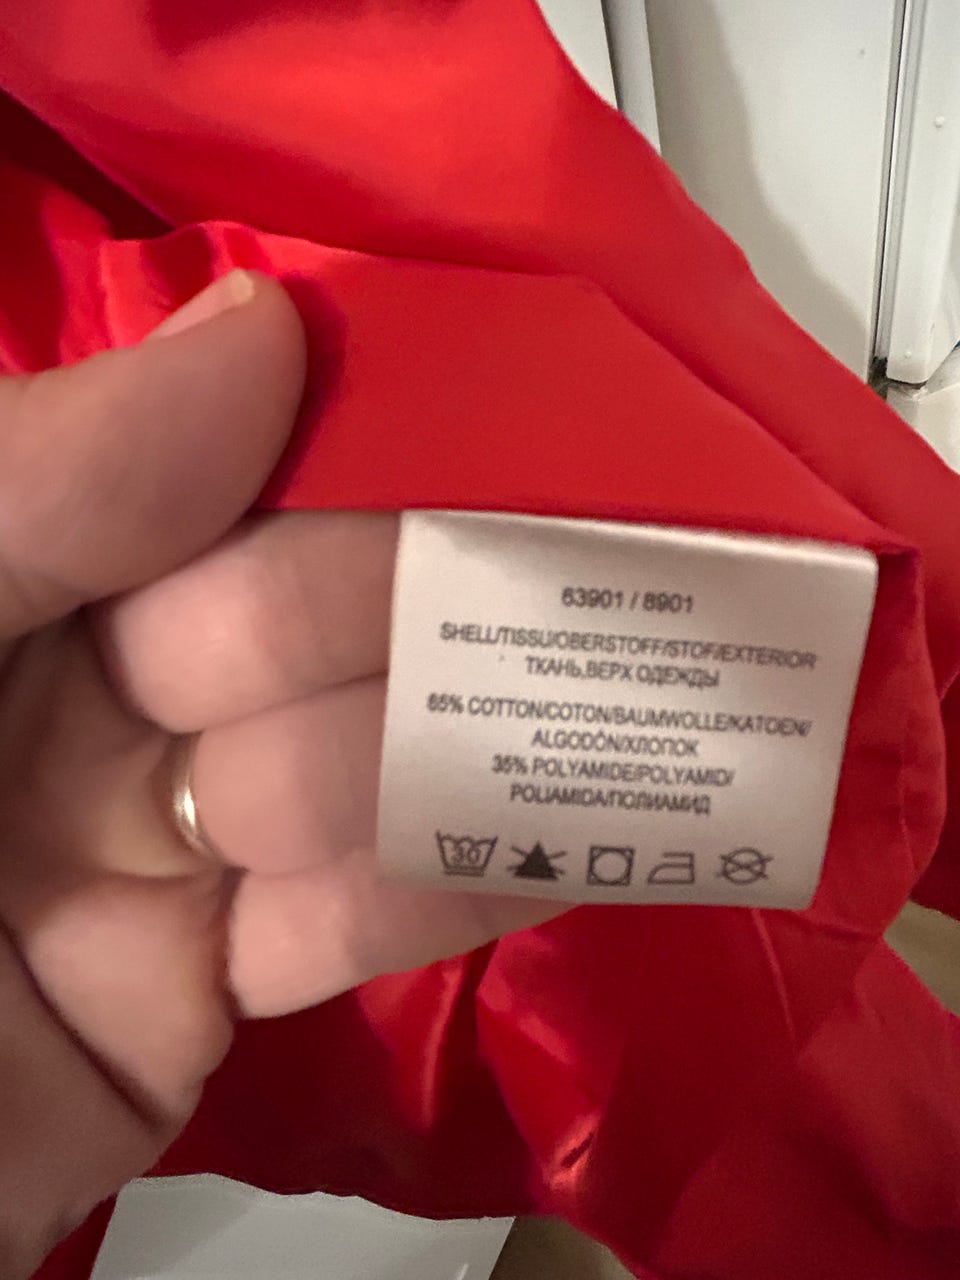 63901 / 8901
SHELL/TISSU/OBERSTOFF/STOF/EXTERIOR
ТКАНЬ,ВЕРХ ОДЕЖДЫ
65% COTTON/COTON/BAUMWOLLE/KATOEN/
ALGODÓN/ХЛОПОК
35% POLYAMIDE/POLYAMID/
POLIAMIDA/ПОЛИАМИД
30